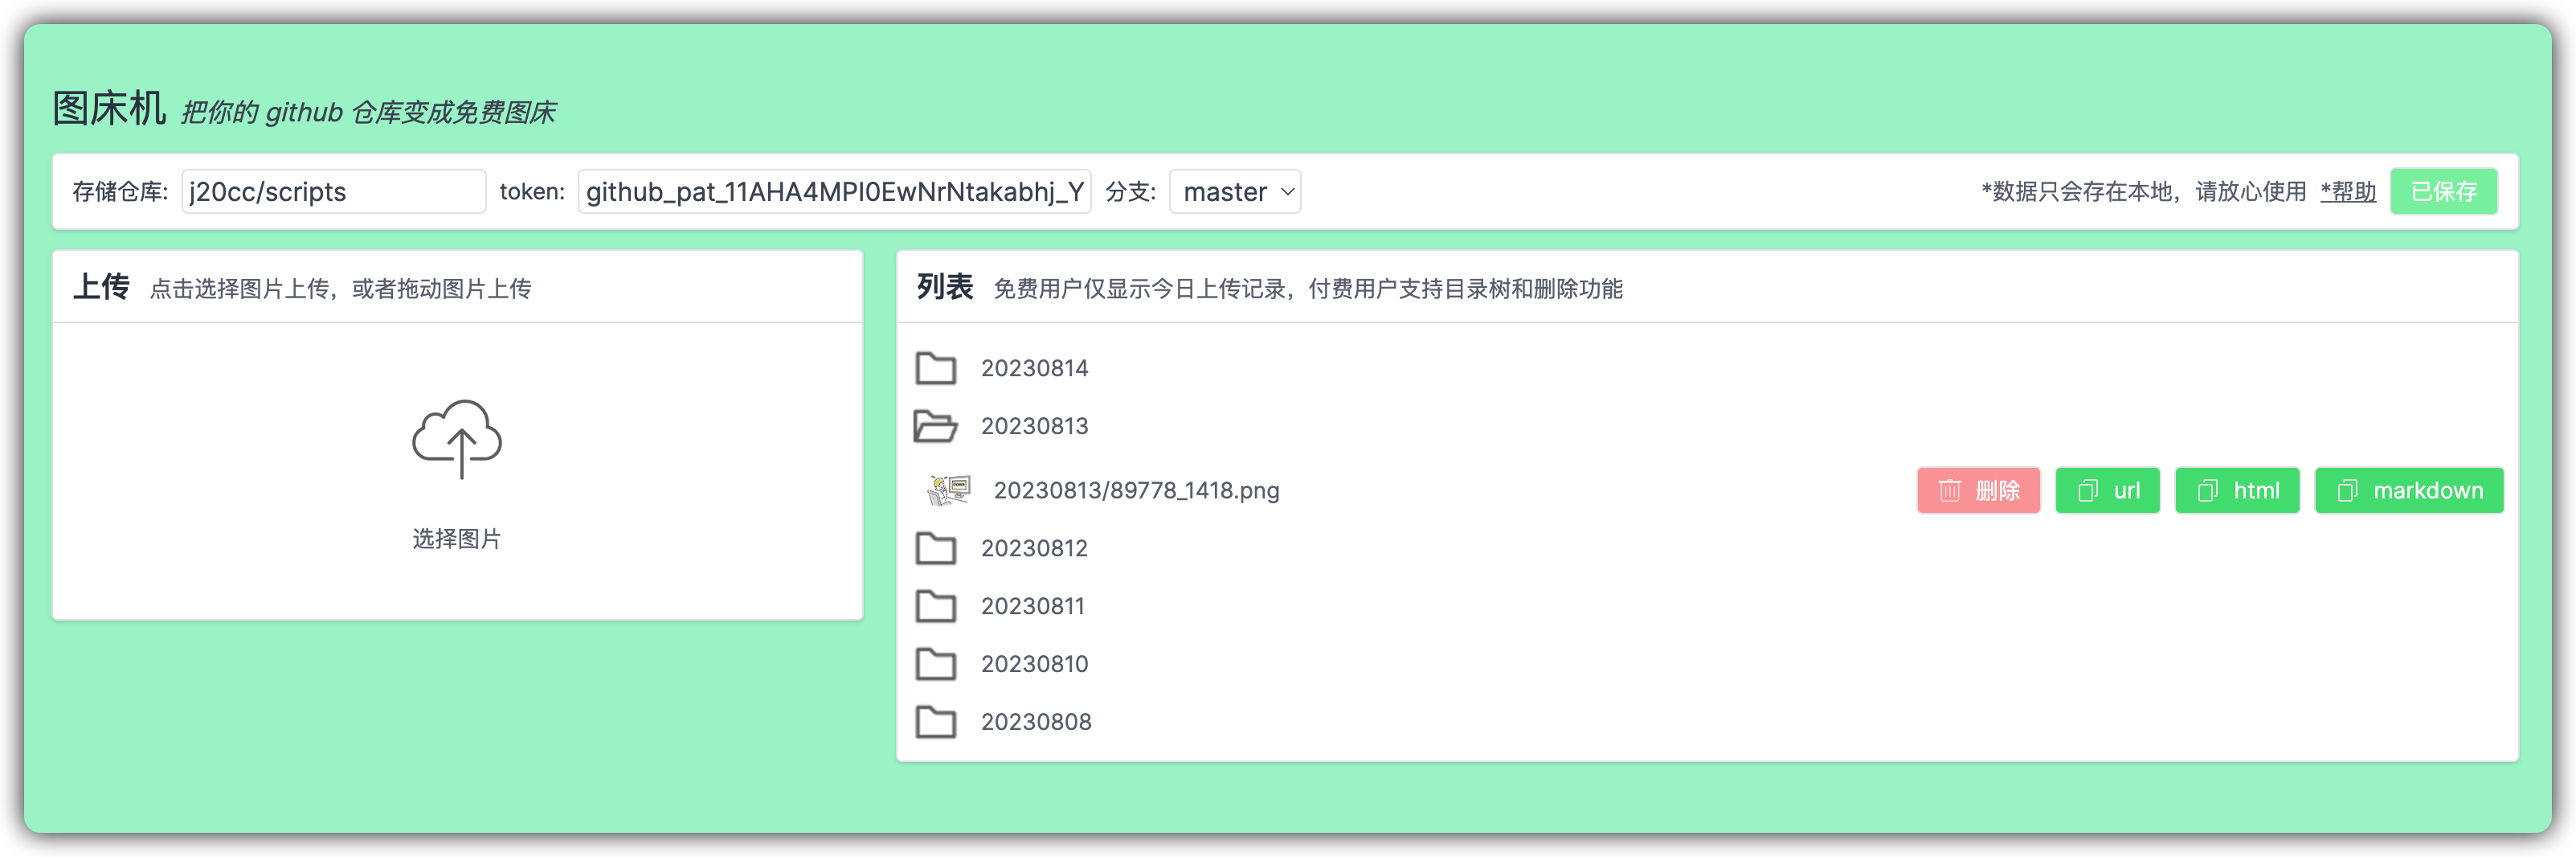 图床机 把你的 github 仓库变成免费图床
存储仓库: j20cc/scripts token: github_pat_11AHA4MPI0EwNrNtakabhj_Y 分支: master *数据只会存在本地，请放心使用 *帮助 已保存
上传 点击选择图片上传，或者拖动图片上传
选择图片
列表 免费用户仅显示今日上传记录，付费用户支持目录树和删除功能
20230814
20230813
20230813/89778_1418.png 删除 url html markdown
20230812
20230811
20230810
20230808